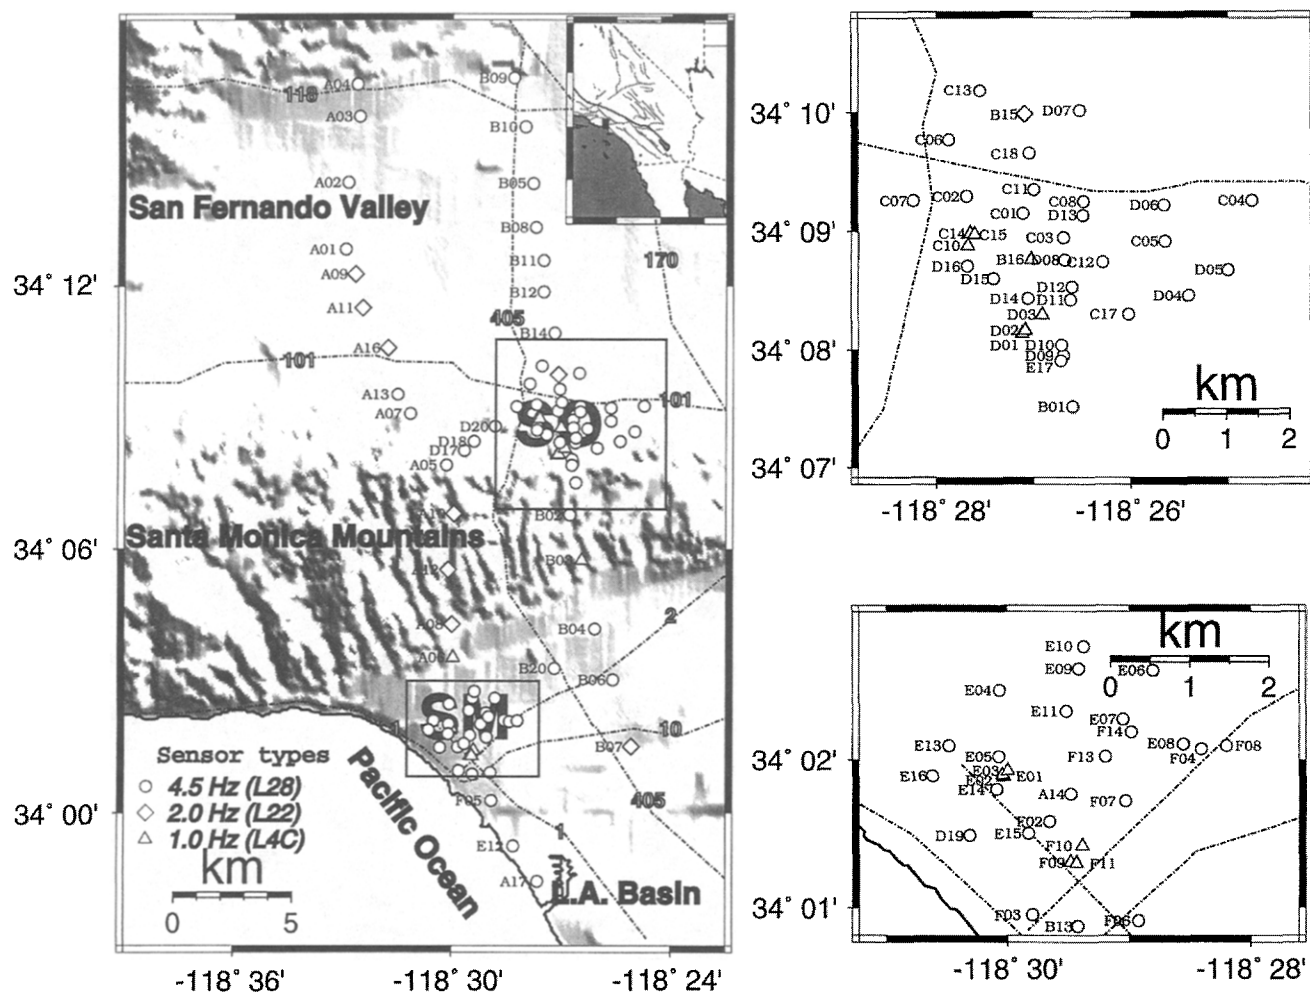 A04
118
B09
A03
B10
A02
B05
San Fernando Valley
B08
A01
B11
170
A09
34° 12'
B12
A11
405
B14
A16
101
A13
101
A07
D20
SO
D18
D17
A05
B02
Santa Monica Mountains
34° 06'
B03
A12
2
A08
B04
A06
B20
B06
SM
1
10
B07
Sensor types
4.5 Hz (L28)
2.0 Hz (L22)
1.0 Hz (L4C)
Pacific Ocean
F05
405
34° 00'
1
E12
km
A17
L.A. Basin
0 5
-118° 36' -118° 30' -118° 24'
C13
34° 10'
B15
D07
C06
C18
C11
C07
C02
C08
D06
C04
C01
D13
34° 09'
C14
C15
C03
C10
C05
B16
D08
C12
D16
D05
D15
D12
D14
D11
D04
D03
C17
D02
34° 08'
D01
D10
D09
E17
km
B01
0 1 2
34° 07'
-118° 28' -118° 26'
E10
km
E09
E06
0 1 2
E04
E11
E07
F14
E13
E08
F08
F04
34° 02'
E05
F13
E03
E01
E16
E02
E14
A14
F07
F02
D19
E15
F10
F09
F11
34° 01'
F03
B13
F06
-118° 30' -118° 28'